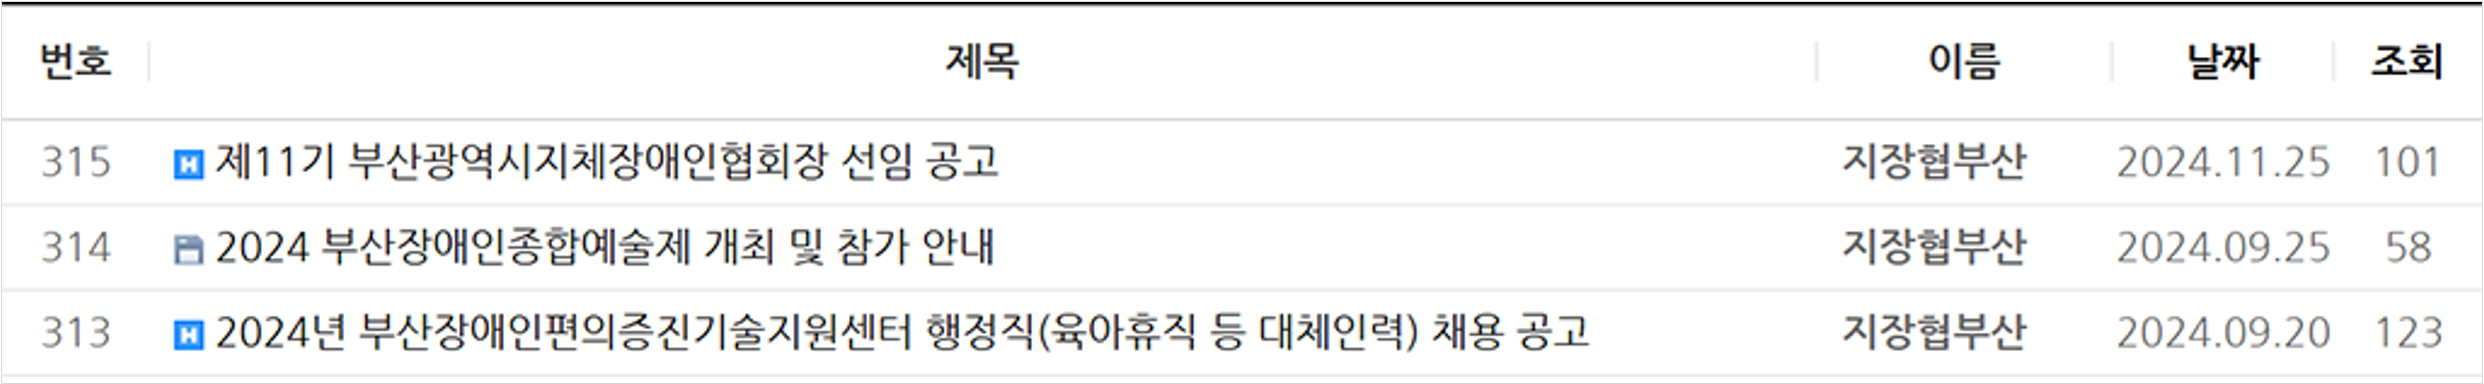 번호 제목 이름 날짜 조회
315 제11기 부산광역시지체장애인협회장 선임 공고 지장협부산 2024.11.25 101
314 2024 부산장애인종합예술제 개최 및 참가 안내 지장협부산 2024.09.25 58
313 2024년 부산장애인편의증진기술지원센터 행정직(육아휴직 등 대체인력) 채용 공고 지장협부산 2024.09.20 123